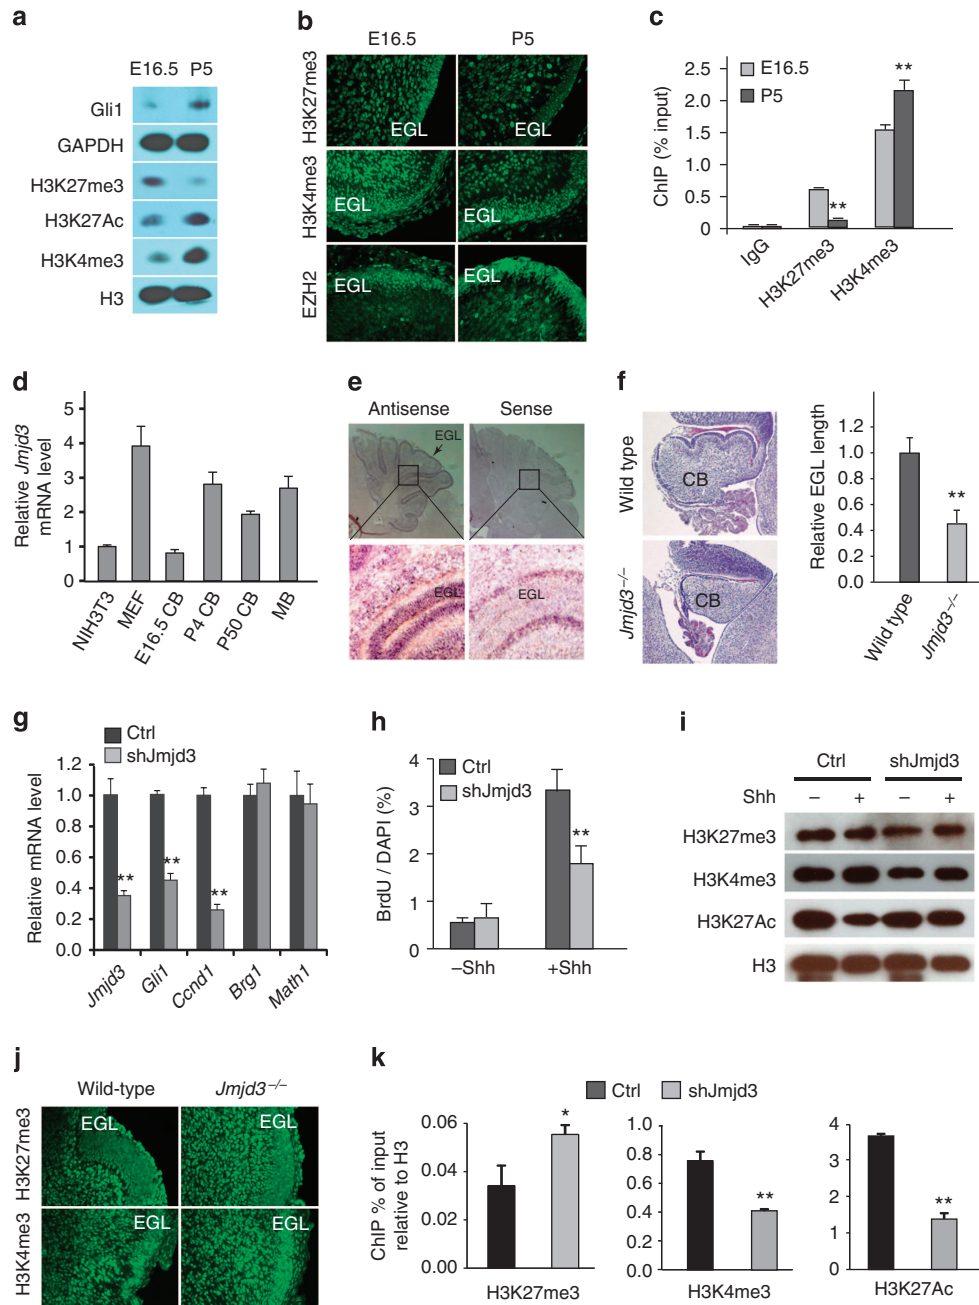 a
E16.5 P5
Gli1
GAPDH
H3K27me3
H3K27Ac
H3K4me3
H3
b
E16.5 P5
H3K27me3
EGL EGL
H3K4me3
EGL EGL
EZH2
EGL EGL
c
2.5
2.0
1.5
1.0
0.5
0
ChIP (% input)
E16.5
P5
**
**
IgG
H3K27me3
H3K4me3
d
5
4
3
2
1
0
Relative Jmjd3
mRNA level
NIH3T3
MEF
E16.5 CB
P4 CB
P50 CB
MB
e
Antisense Sense
EGL
EGL EGL
f
Wild type
CB
Jmjd3−/−
CB
Relative EGL length
1.2
1.0
0.8
0.6
0.4
0.2
0.0
**
Wild type
Jmjd3−/−
g
Ctrl
shJmjd3
1.2
1.0
0.8
0.6
0.4
0.2
0
Relative mRNA level
** ** **
Jmjd3
Gli1
Ccnd1
Brg1
Math1
h
4
3
2
1
0
BrdU / DAPI (%)
Ctrl
shJmjd3
**
–Shh +Shh
i
Ctrl shJmjd3
Shh – + – +
H3K27me3
H3K4me3
H3K27Ac
H3
j
Wild-type Jmjd3−/−
H3K27me3
EGL EGL
H3K4me3
EGL EGL
k
Ctrl shJmjd3
ChIP % of input
relative to H3
0.06
0.04
0.02
0.00
*
H3K27me3
1.0
0.8
0.6
0.4
0.2
0.0
**
H3K4me3
4
3
2
1
0
**
H3K27Ac